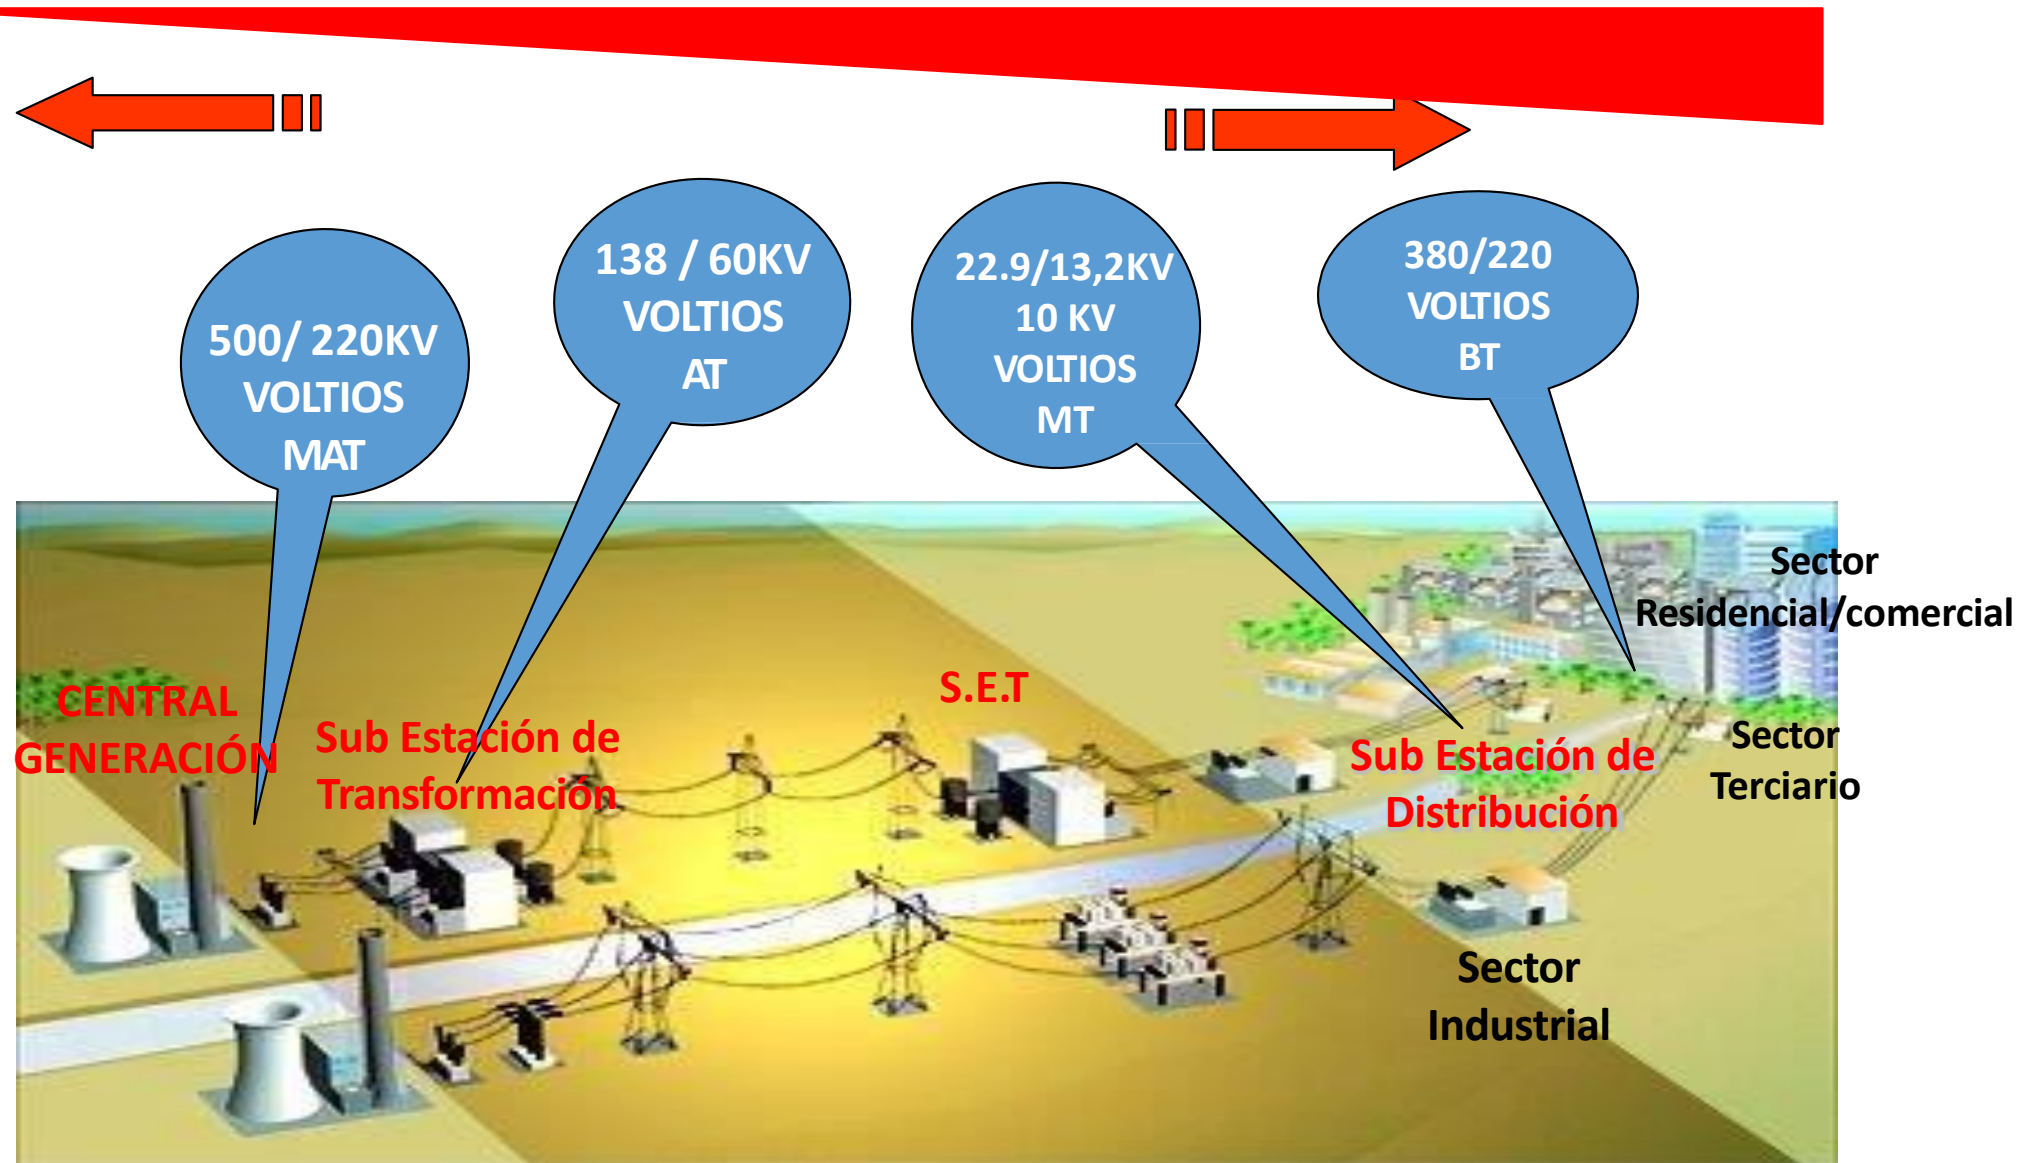 500/ 220KV
VOLTIOS
MAT
138 / 60KV
VOLTIOS
AT
22.9/13,2KV
10 KV
VOLTIOS
MT
380/220
VOLTIOS
BT
CENTRAL
GENERACIÓN
Sub Estación de
Transformación
S.E.T
Sub Estación de
Distribución
Sector
Residencial/comercial
Sector
Terciario
Sector
Industrial